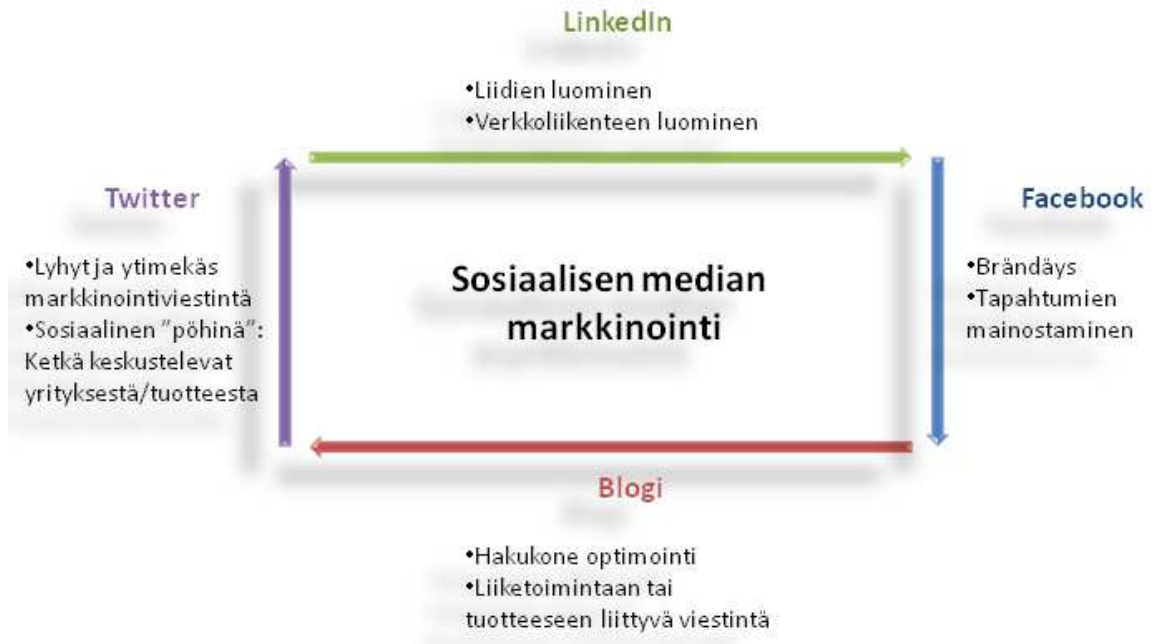 LinkedIn
•Liidien luominen
•Verkkoliikenteen luominen
Twitter
•Lyhyt ja ytimekäs
markkinointiviestintä
•Sosiaalinen ”pöhinä”:
Ketkä keskustelevat
yrityksestä/tuotteesta
Sosiaalisen median
markkinointi
Facebook
•Brändäys
•Tapahtumien
mainostaminen
Blogi
•Hakukone optimointi
•Liiketoimintaan tai
tuotteeseen liittyvä viestintä